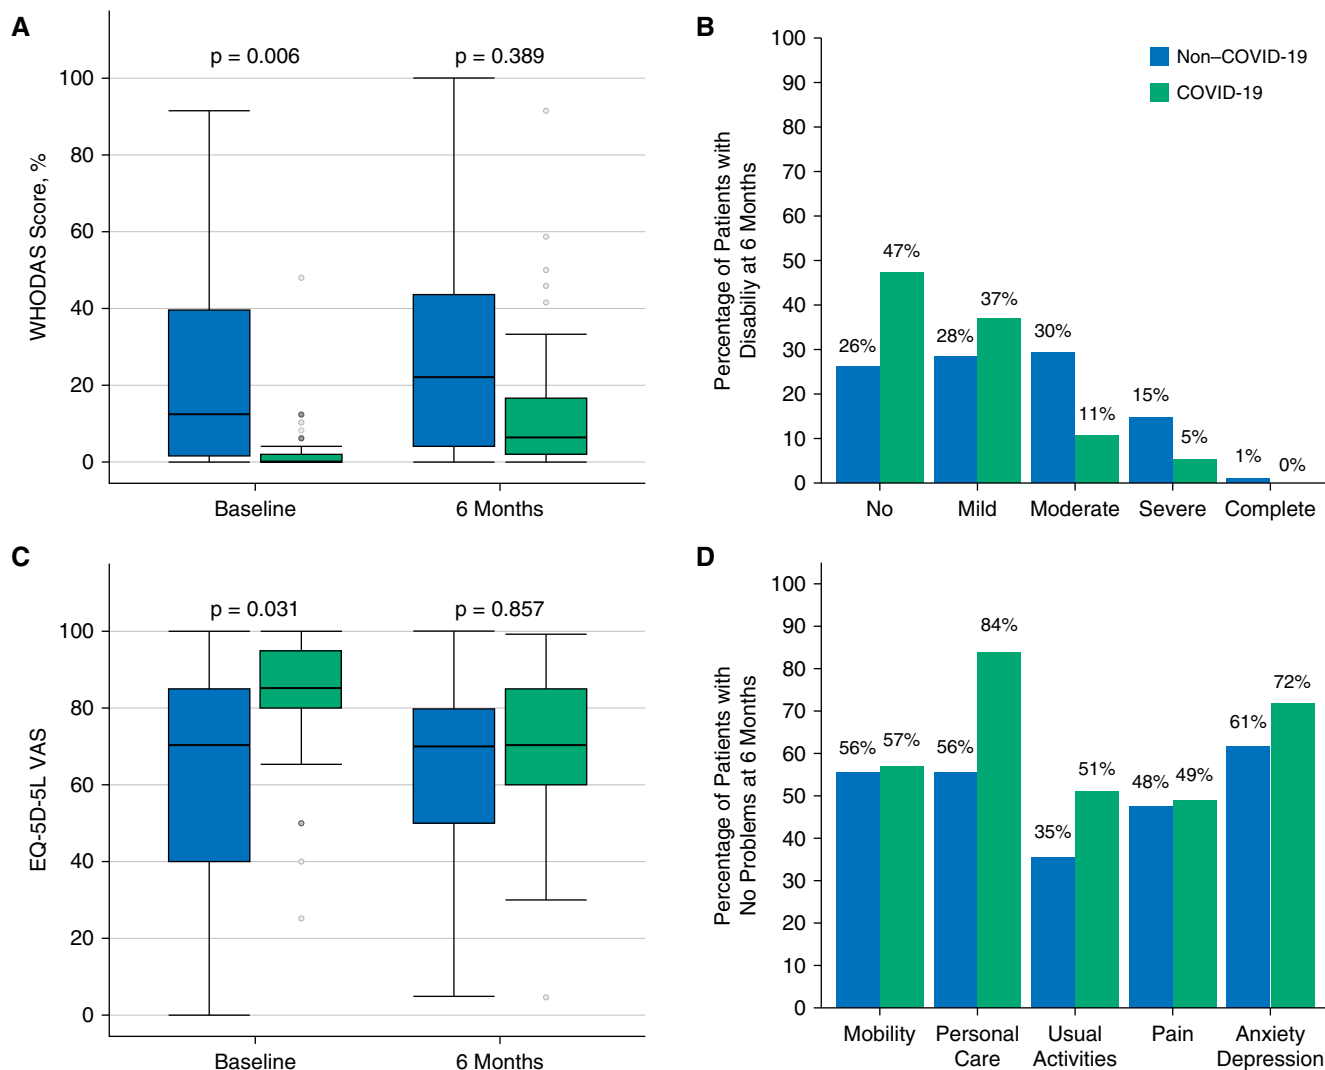 A
p = 0.006
p = 0.389
WHODAS Score, %
100
80
60
40
20
0
Baseline
6 Months
B
Non–COVID-19
COVID-19
Percentage of Patients with
Disabiliy at 6 Months
100
90
80
70
60
50
40
30
20
10
0
26%
47%
28%
37%
30%
11%
15%
5%
1%
0%
No
Mild
Moderate
Severe
Complete
C
p = 0.031
p = 0.857
EQ-5D-5L VAS
100
80
60
40
20
0
Baseline
6 Months
D
Percentage of Patients with
No Problems at 6 Months
100
90
80
70
60
50
40
30
20
10
0
56%
57%
56%
84%
35%
51%
48%
49%
61%
72%
Mobility
Personal
Care
Usual
Activities
Pain
Anxiety
Depression